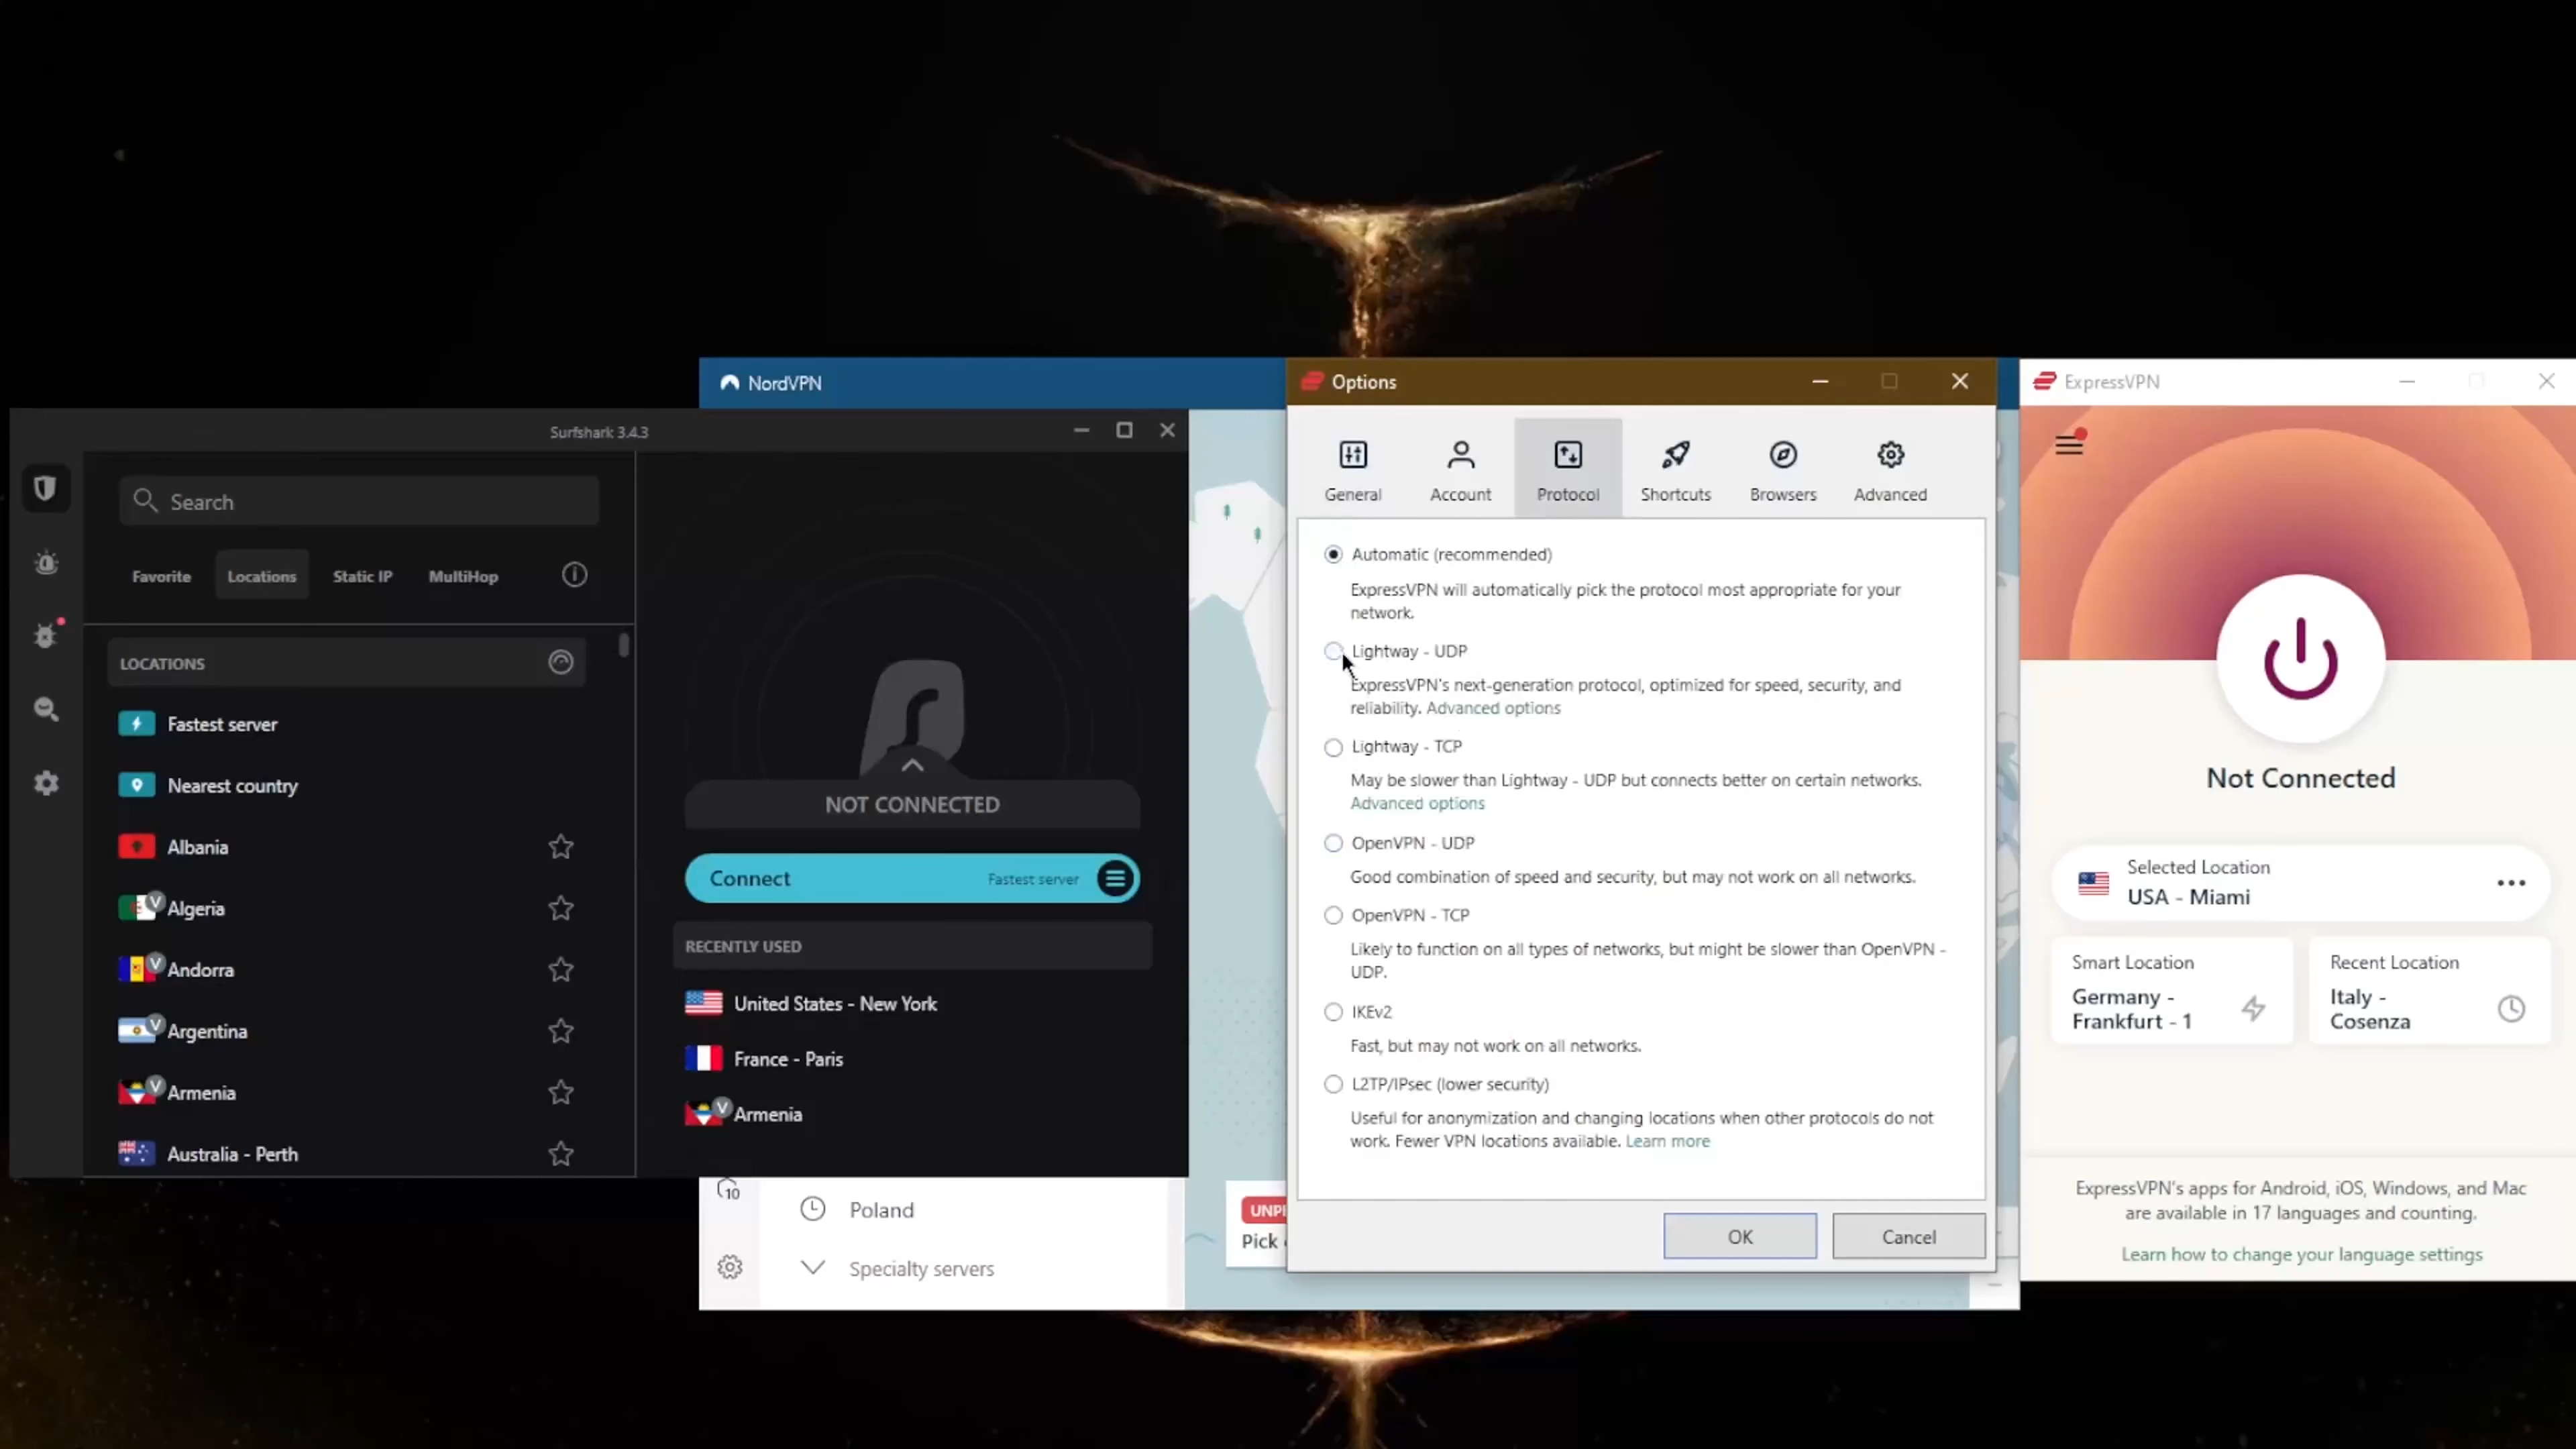 NordVPN
Surfshark 3.4.3
Search
Favorite
Locations
Static IP
MultiHop
LOCATIONS
Fastest server
Nearest country
Albania
V
Algeria
V
Andorra
V
Argentina
V
Armenia
Australia - Perth
NOT CONNECTED
Connect
Fastest server
RECENTLY USED
United States - New York
France - Paris
V
Armenia
10
Poland
Specialty servers
UNP
Pick
Options
General
Account
Protocol
Shortcuts
Browsers
Advanced
Automatic (recommended)
ExpressVPN will automatically pick the protocol most appropriate for your
network.
Lightway - UDP
ExpressVPN's next-generation protocol, optimized for speed, security, and
reliability. Advanced options
Lightway - TCP
May be slower than Lightway - UDP but connects better on certain networks.
Advanced options
OpenVPN - UDP
Good combination of speed and security, but may not work on all networks.
OpenVPN - TCP
Likely to function on all types of networks, but might be slower than OpenVPN -
UDP.
IKEv2
Fast, but may not work on all networks.
L2TP/IPsec (lower security)
Useful for anonymization and changing locations when other protocols do not
work. Fewer VPN locations available. Learn more
OK
Cancel
ExpressVPN
Not Connected
Selected Location
USA - Miami
Smart Location
Germany -
Frankfurt - 1
Recent Location
Italy -
Cosenza
ExpressVPN's apps for Android, iOS, Windows, and Mac
are available in 17 languages and counting.
Learn how to change your language settings